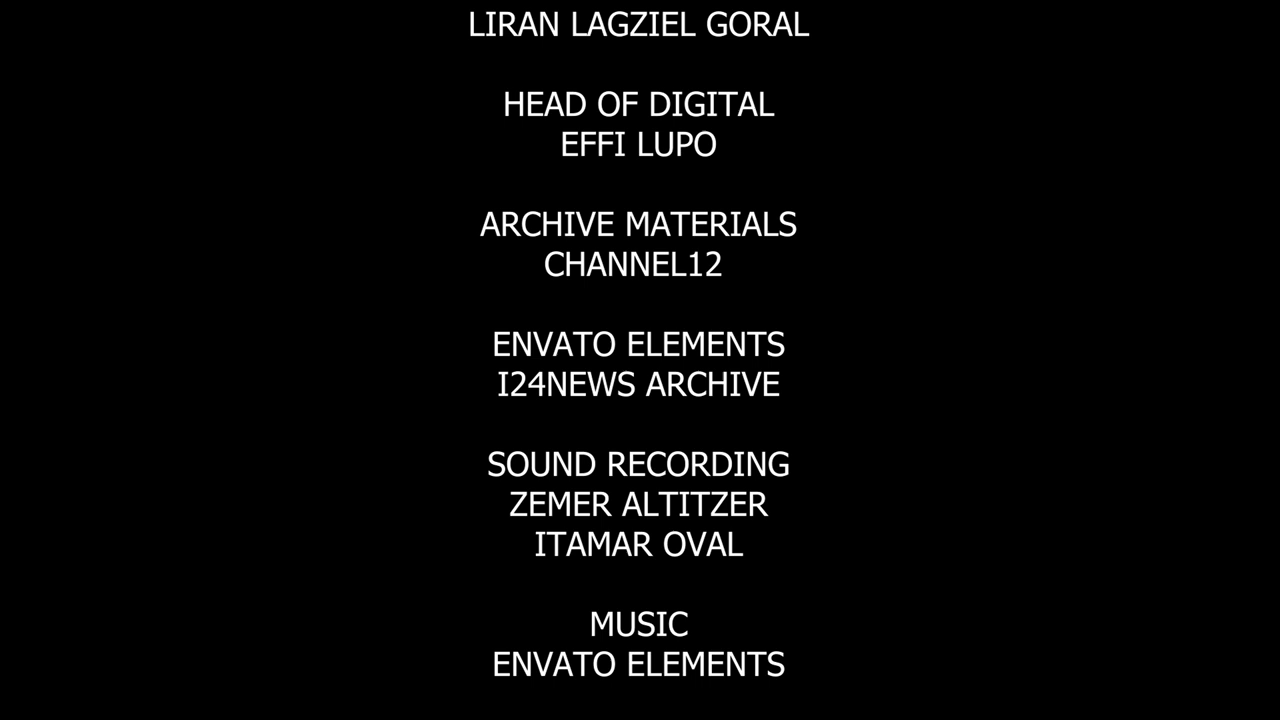 LIRAN LAGZIEL GORAL
HEAD OF DIGITAL
EFFI LUPO
ARCHIVE MATERIALS
CHANNEL12
ENVATO ELEMENTS
I24NEWS ARCHIVE
SOUND RECORDING
ZEMER ALTITZER
ITAMAR OVAL
MUSIC
ENVATO ELEMENTS